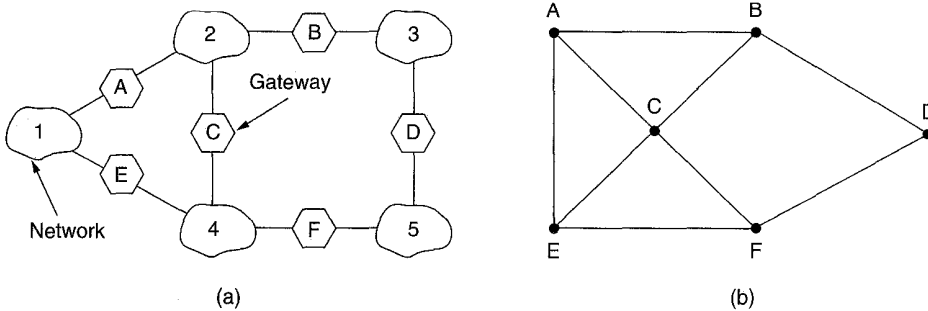 2 B 3
Gateway
A
1 C D
E
Network
4 F 5
(a)
A B
C
D
E F
(b)